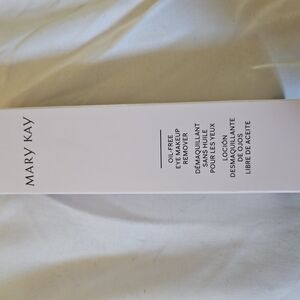 MARY KAY
OIL-FREE
EYE MAKEUP
REMOVER
DÉMAQUILLANT
SANS HUILE
POUR LES YEUX
LOCIÓN
DESMAQUILLANTE
DE OJOS
LIBRE DE ACEITE